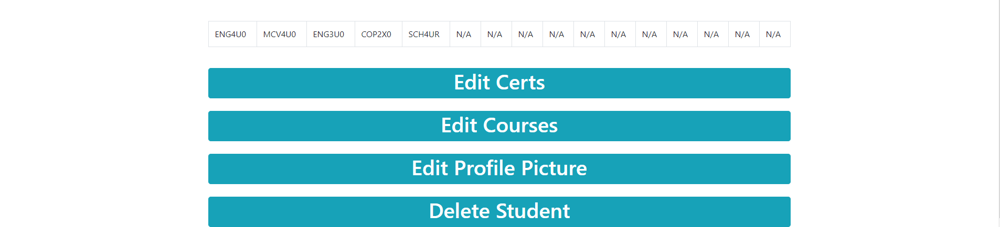 ENG4U0 MCV4U0 ENG3U0 COP2X0 SCH4UR N/A N/A N/A N/A N/A N/A N/A N/A N/A N/A N/A
Edit Certs
Edit Courses
Edit Profile Picture
Delete Student